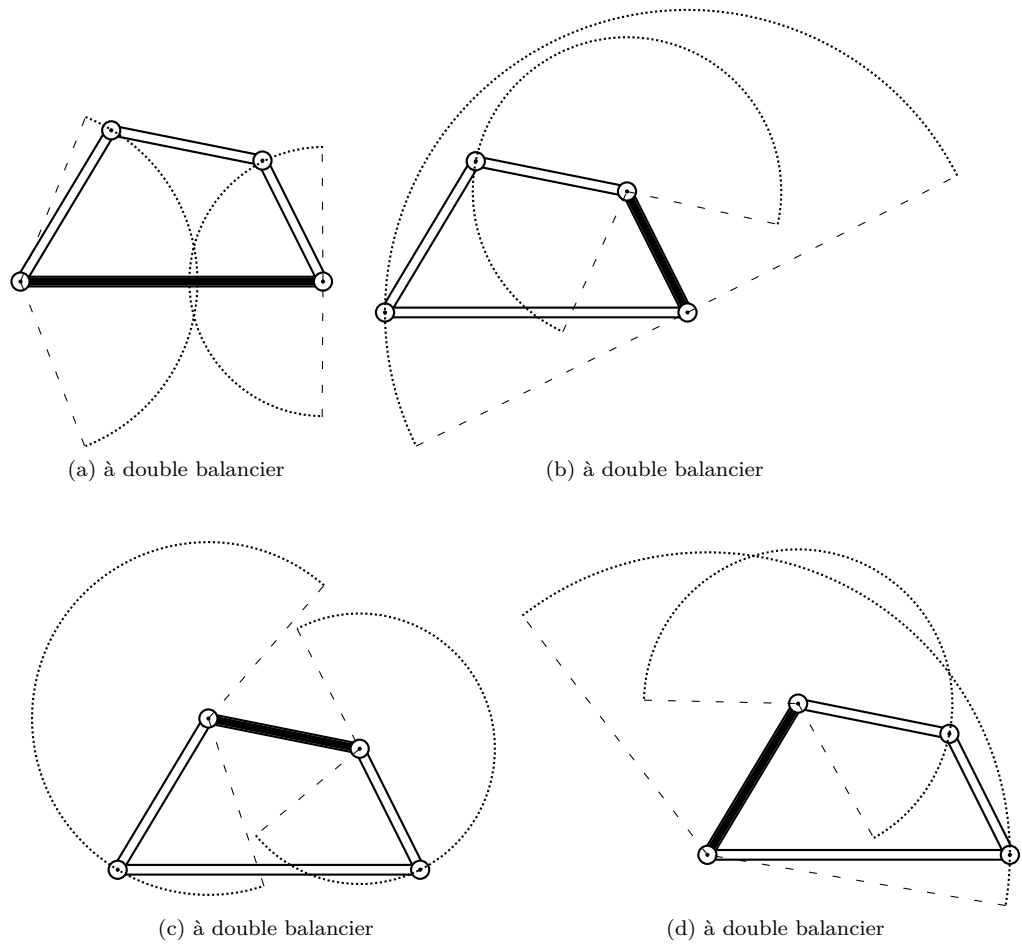 (a) à double balancier
(b) à double balancier
(c) à double balancier
(d) à double balancier